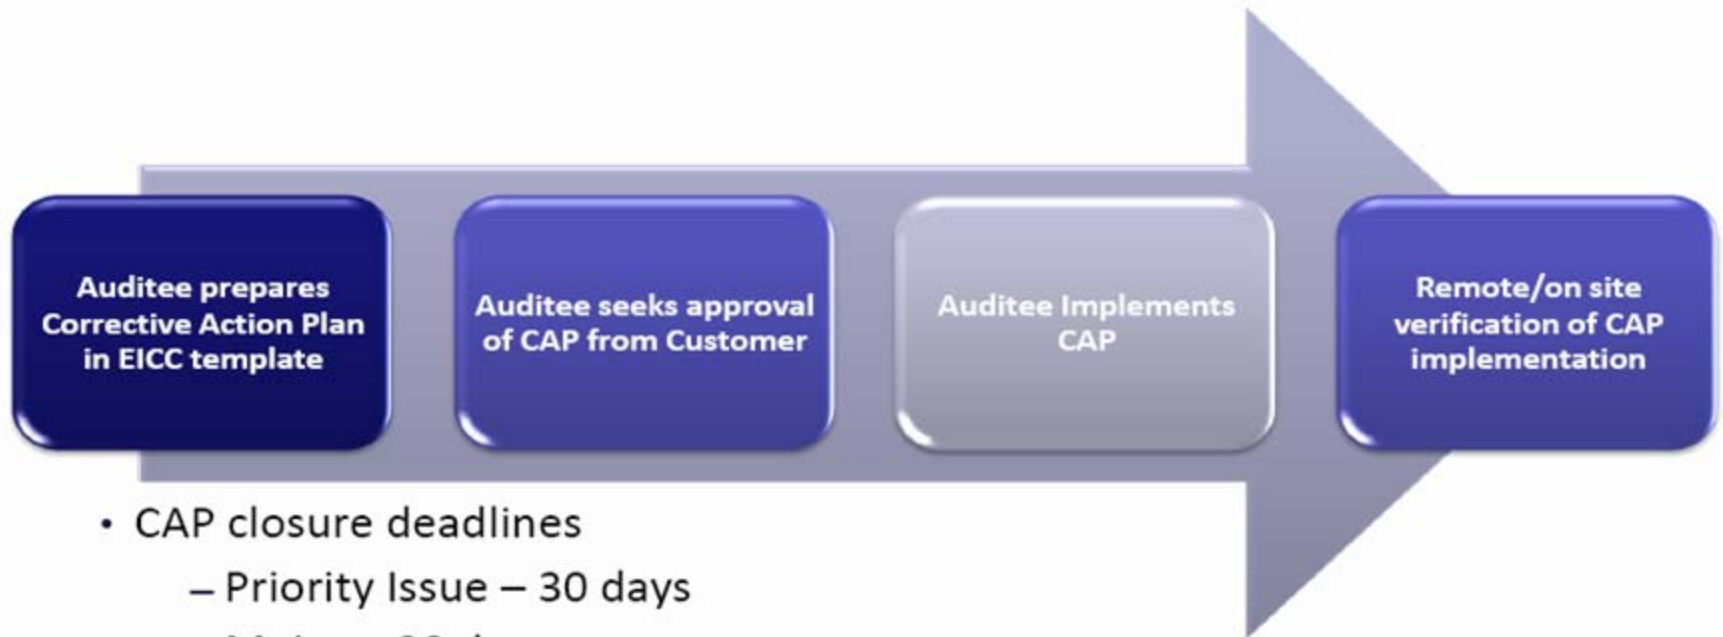 Auditee prepares
Corrective Action Plan
in EICC template
Auditee seeks approval
of CAP from Customer
Auditee Implements
CAP
Remote/on site
verification of CAP
implementation
• CAP closure deadlines
– Priority Issue – 30 days